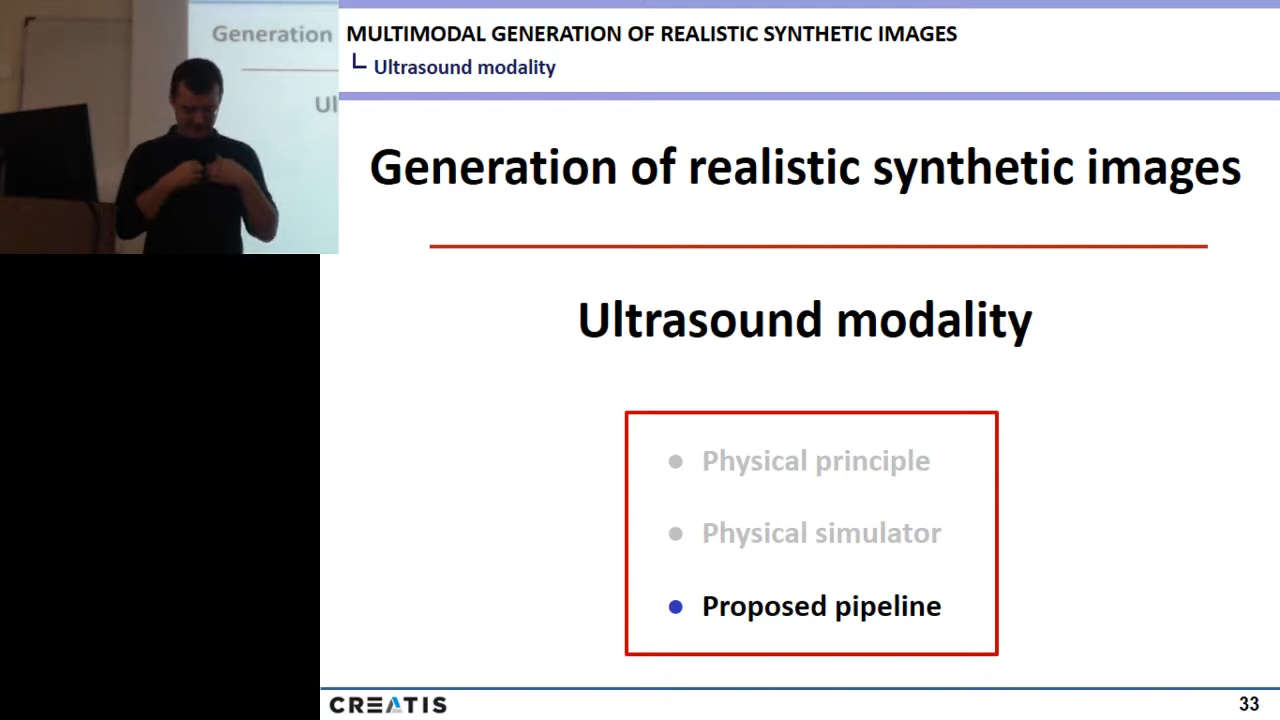 Generation
Ul
MULTIMODAL GENERATION OF REALISTIC SYNTHETIC IMAGES
Ultrasound modality
Generation of realistic synthetic images
Ultrasound modality
Physical principle
Physical simulator
Proposed pipeline
CREATIS
33